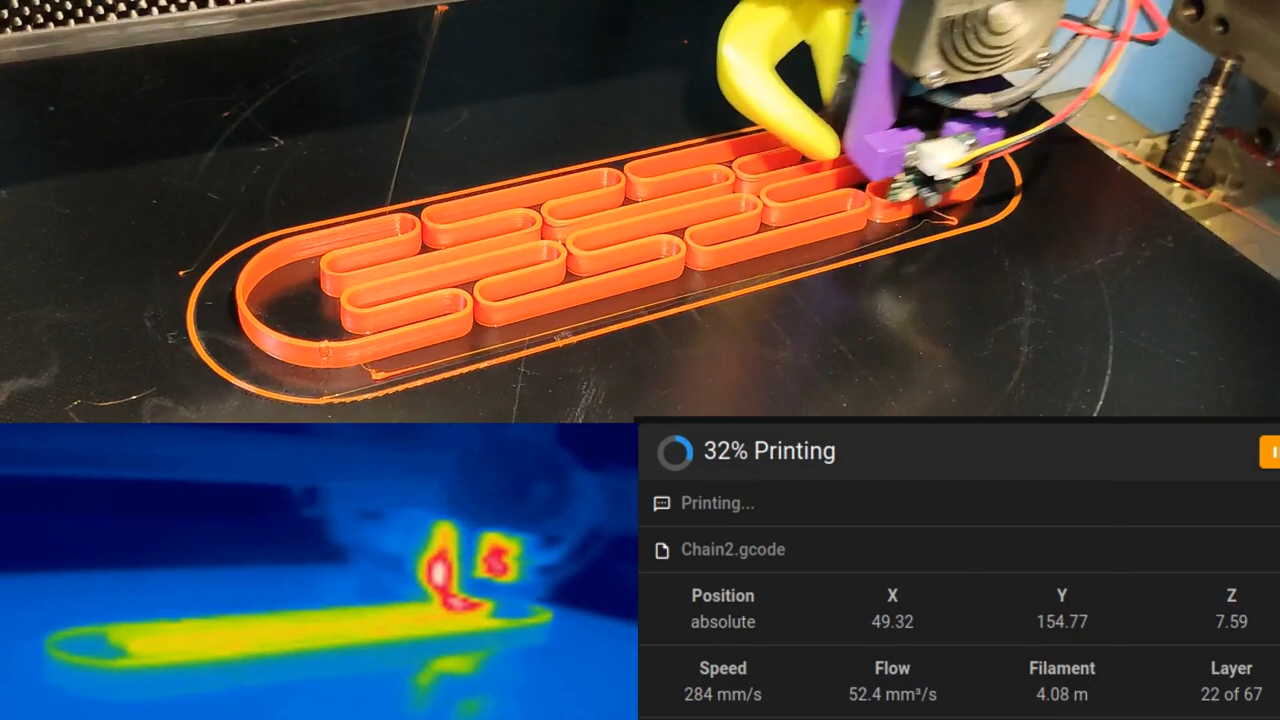 32% Printing
Printing...
Chain2.gcode
Position X Y Z
absolute 49.32 154.77 7.59
Speed Flow Filament Layer
284 mm/s 52.4 mm³/s 4.08 m 22 of 67